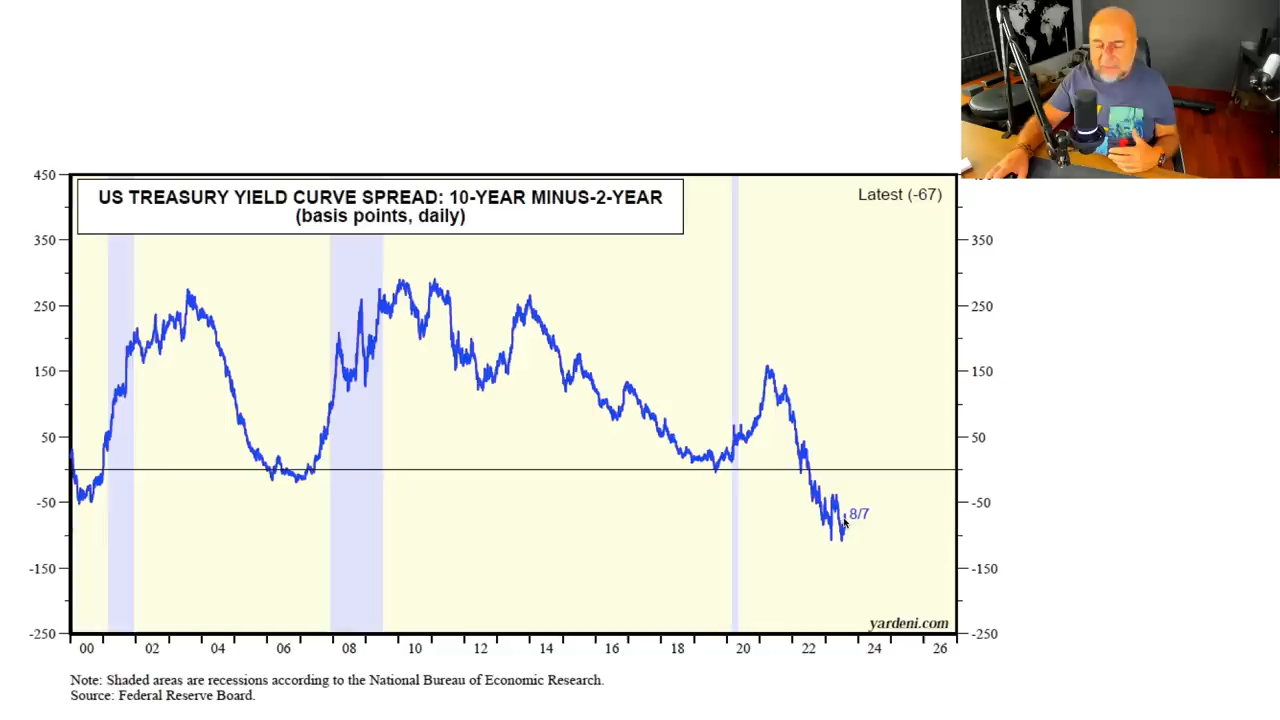 450
US TREASURY YIELD CURVE SPREAD: 10-YEAR MINUS-2-YEAR
(basis points, daily)
Latest (-67)
350
350
250
250
150
150
50
50
-50
8/7
-50
-150
-150
yardeni.com
-250
-250
00 02 04 06 08 10 12 14 16 18 20 22 24 26
Note: Shaded areas are recessions according to the National Bureau of Economic Research.
Source: Federal Reserve Board.